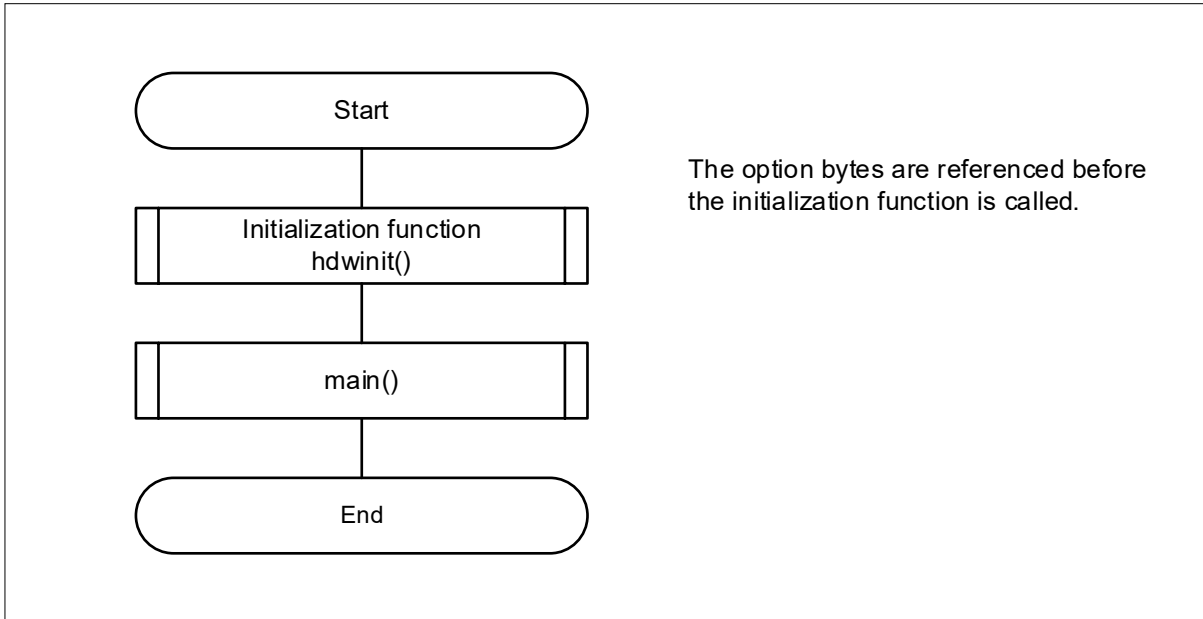 Start
The option bytes are referenced before
the initialization function is called.
Initialization function
hdwinit()
main()
End